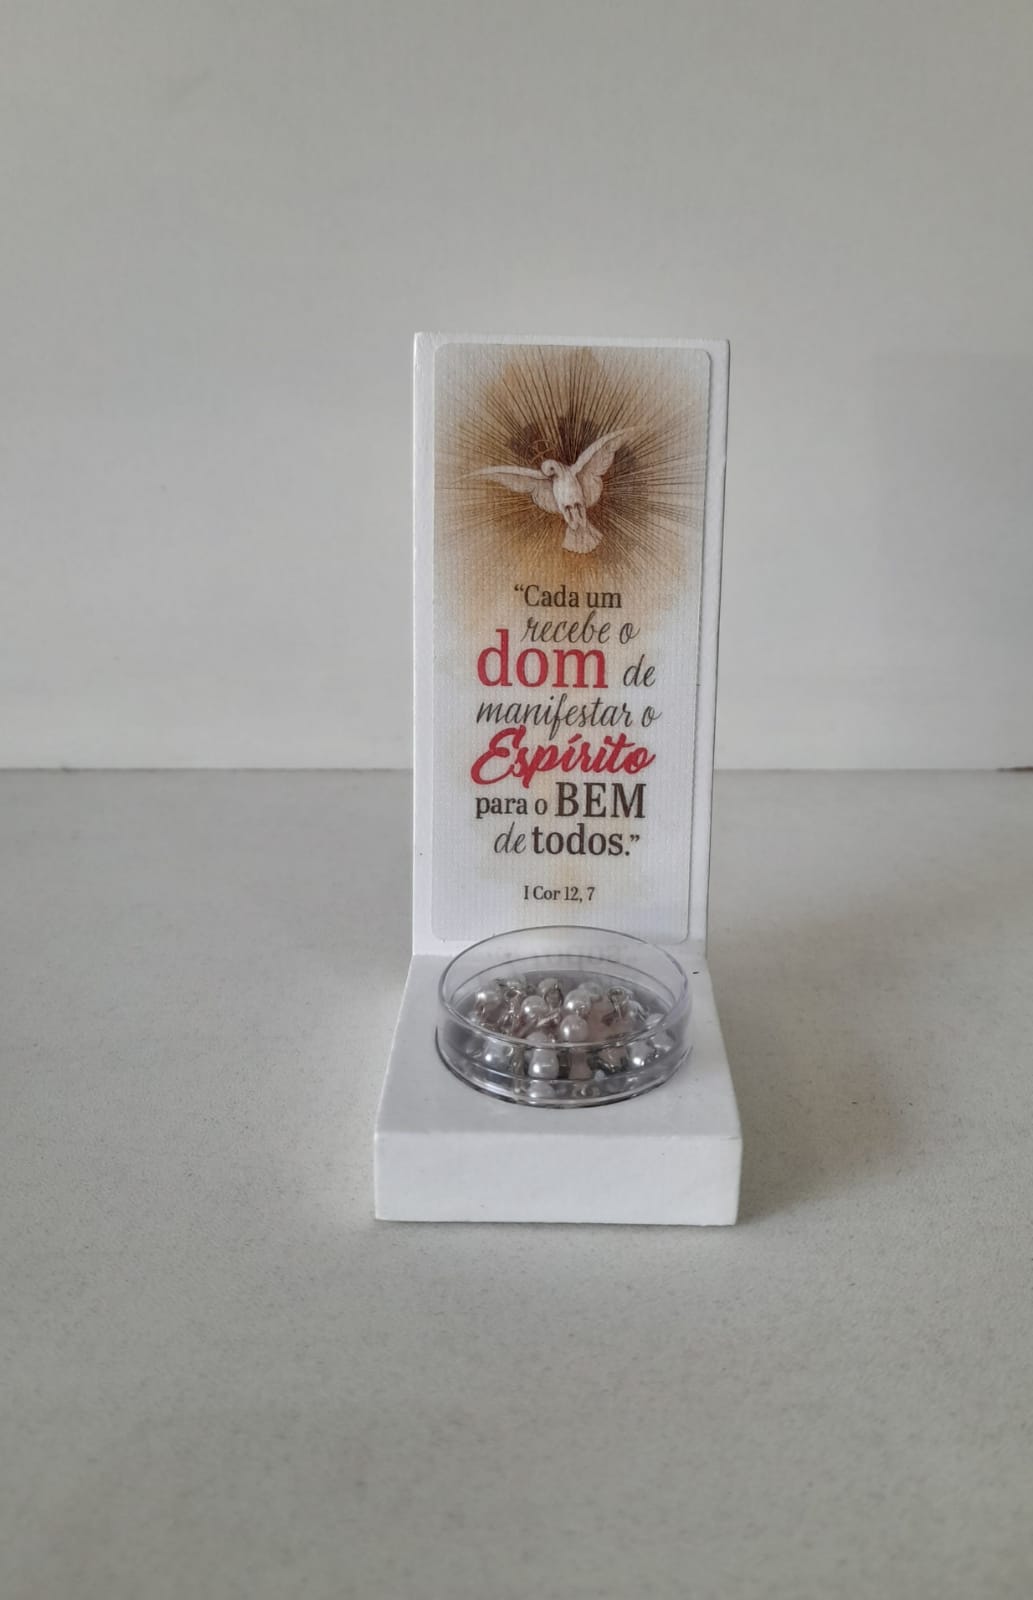 “Cada um
recebe o
dom de
manifestar o
Espírito
para o BEM
de todos.”
I Cor 12, 7